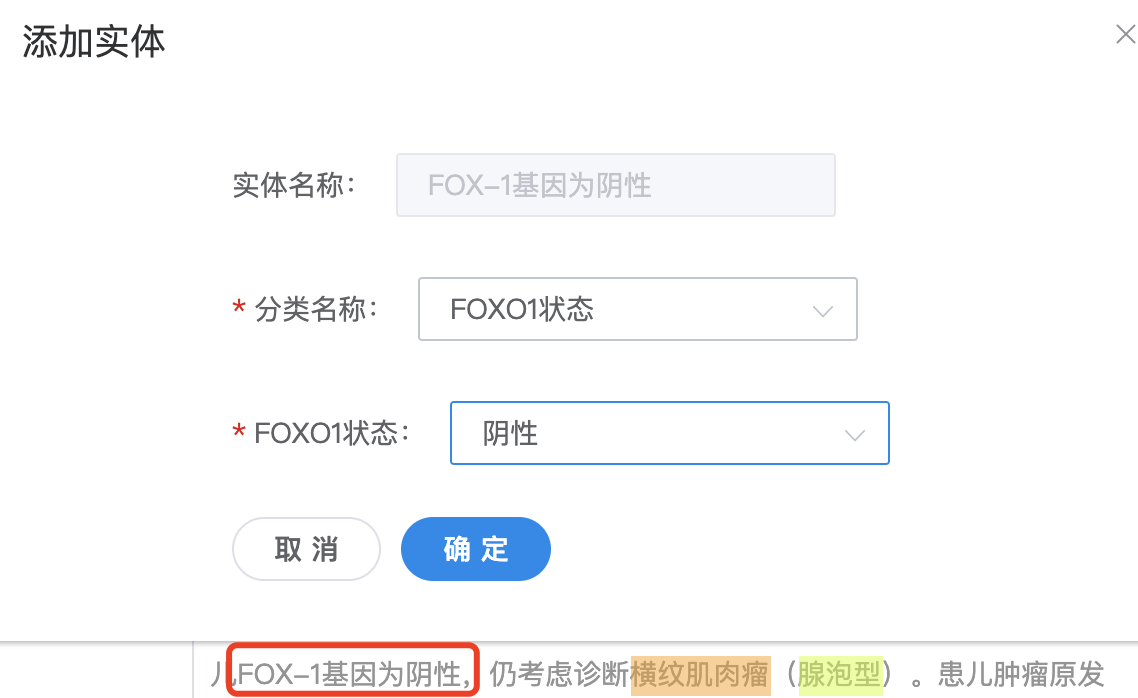 添加实体
实体名称： FOX-1基因为阴性
* 分类名称： FOXO1状态
* FOXO1状态： 阴性
取消 确定
儿FOX-1基因为阴性，仍考虑诊断横纹肌肉瘤（腺泡型）。患儿肿瘤原发